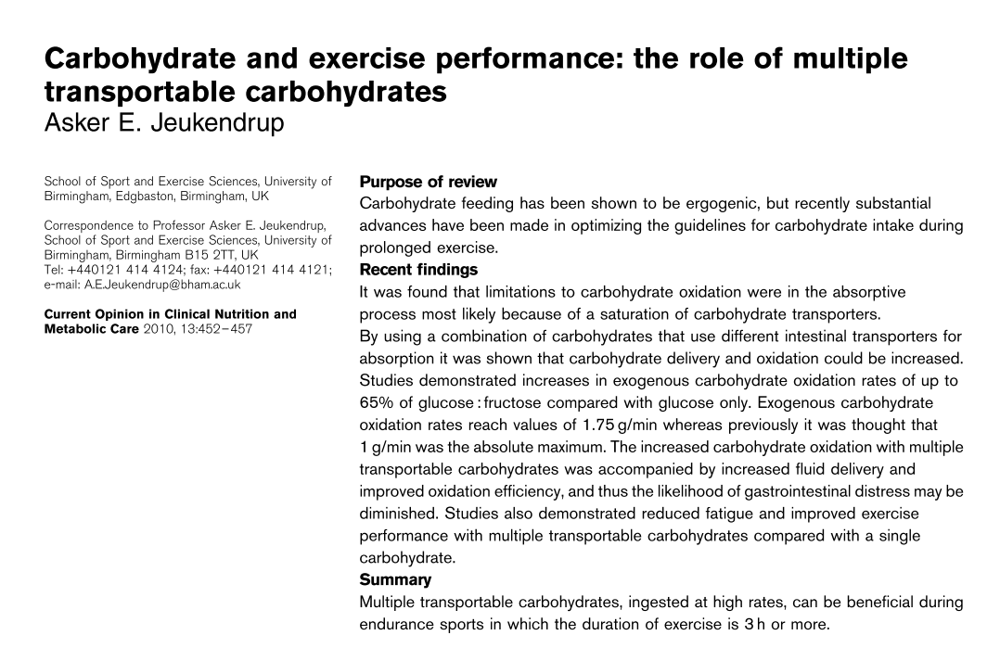 Carbohydrate and exercise performance: the role of multiple
transportable carbohydrates
Asker E. Jeukendrup
School of Sport and Exercise Sciences, University of
Birmingham, Edgbaston, Birmingham, UK
Correspondence to Professor Asker E. Jeukendrup,
School of Sport and Exercise Sciences, University of
Birmingham, Birmingham B15 2TT, UK
Tel: +440121 414 4124; fax: +440121 414 4121;
e-mail: A.E.Jeukendrup@bham.ac.uk
Current Opinion in Clinical Nutrition and
Metabolic Care 2010, 13:452–457
Purpose of review
Carbohydrate feeding has been shown to be ergogenic, but recently substantial
advances have been made in optimizing the guidelines for carbohydrate intake during
prolonged exercise.
Recent findings
It was found that limitations to carbohydrate oxidation were in the absorptive
process most likely because of a saturation of carbohydrate transporters.
By using a combination of carbohydrates that use different intestinal transporters for
absorption it was shown that carbohydrate delivery and oxidation could be increased.
Studies demonstrated increases in exogenous carbohydrate oxidation rates of up to
65% of glucose : fructose compared with glucose only. Exogenous carbohydrate
oxidation rates reach values of 1.75 g/min whereas previously it was thought that
1 g/min was the absolute maximum. The increased carbohydrate oxidation with multiple
transportable carbohydrates was accompanied by increased fluid delivery and
improved oxidation efficiency, and thus the likelihood of gastrointestinal distress may be
diminished. Studies also demonstrated reduced fatigue and improved exercise
performance with multiple transportable carbohydrates compared with a single
carbohydrate.
Summary
Multiple transportable carbohydrates, ingested at high rates, can be beneficial during
endurance sports in which the duration of exercise is 3 h or more.